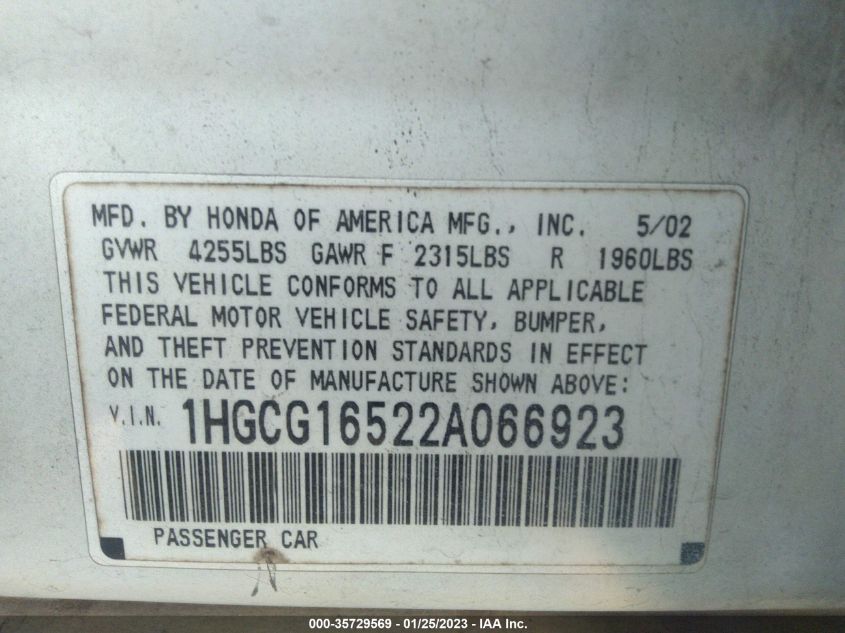 MFD. BY HONDA OF AMERICA MFG., INC. 5/02
GVWR 4255LBS GAWR F 2315LBS R 1960LBS
THIS VEHICLE CONFORMS TO ALL APPLICABLE
FEDERAL MOTOR VEHICLE SAFETY, BUMPER,
AND THEFT PREVENTION STANDARDS IN EFFECT
ON THE DATE OF MANUFACTURE SHOWN ABOVE:
V.I.N. 1HGCG16522A066923
PASSENGER CAR
000-35729569 - 01/25/2023 - IAA Inc.